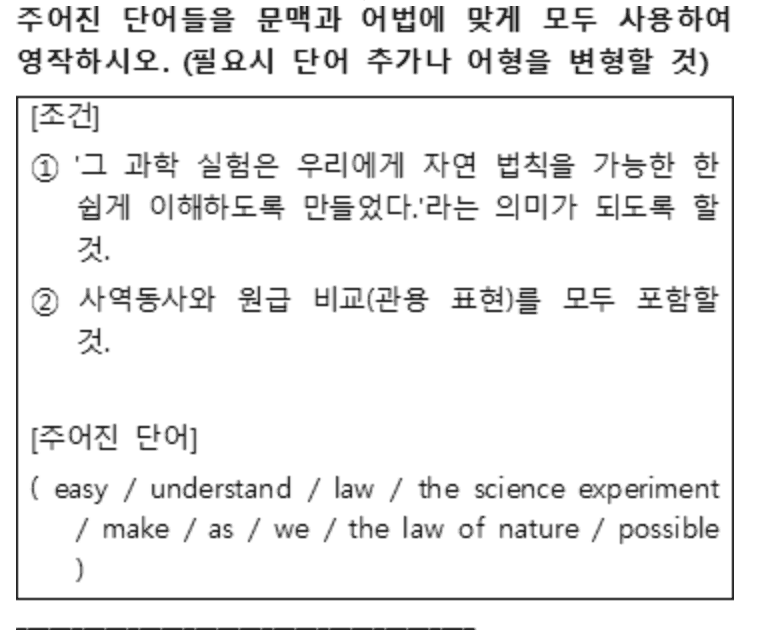 주어진 단어들을 문맥과 어법에 맞게 모두 사용하여
영작하시오. (필요시 단어 추가나 어형을 변형할 것)
[조건]
① '그 과학 실험은 우리에게 자연 법칙을 가능한 한
쉽게 이해하도록 만들었다.'라는 의미가 되도록 할
것.
② 사역동사와 원급 비교(관용 표현)를 모두 포함할
것.
[주어진 단어]
( easy / understand / law / the science experiment
/ make / as / we / the law of nature / possible
)